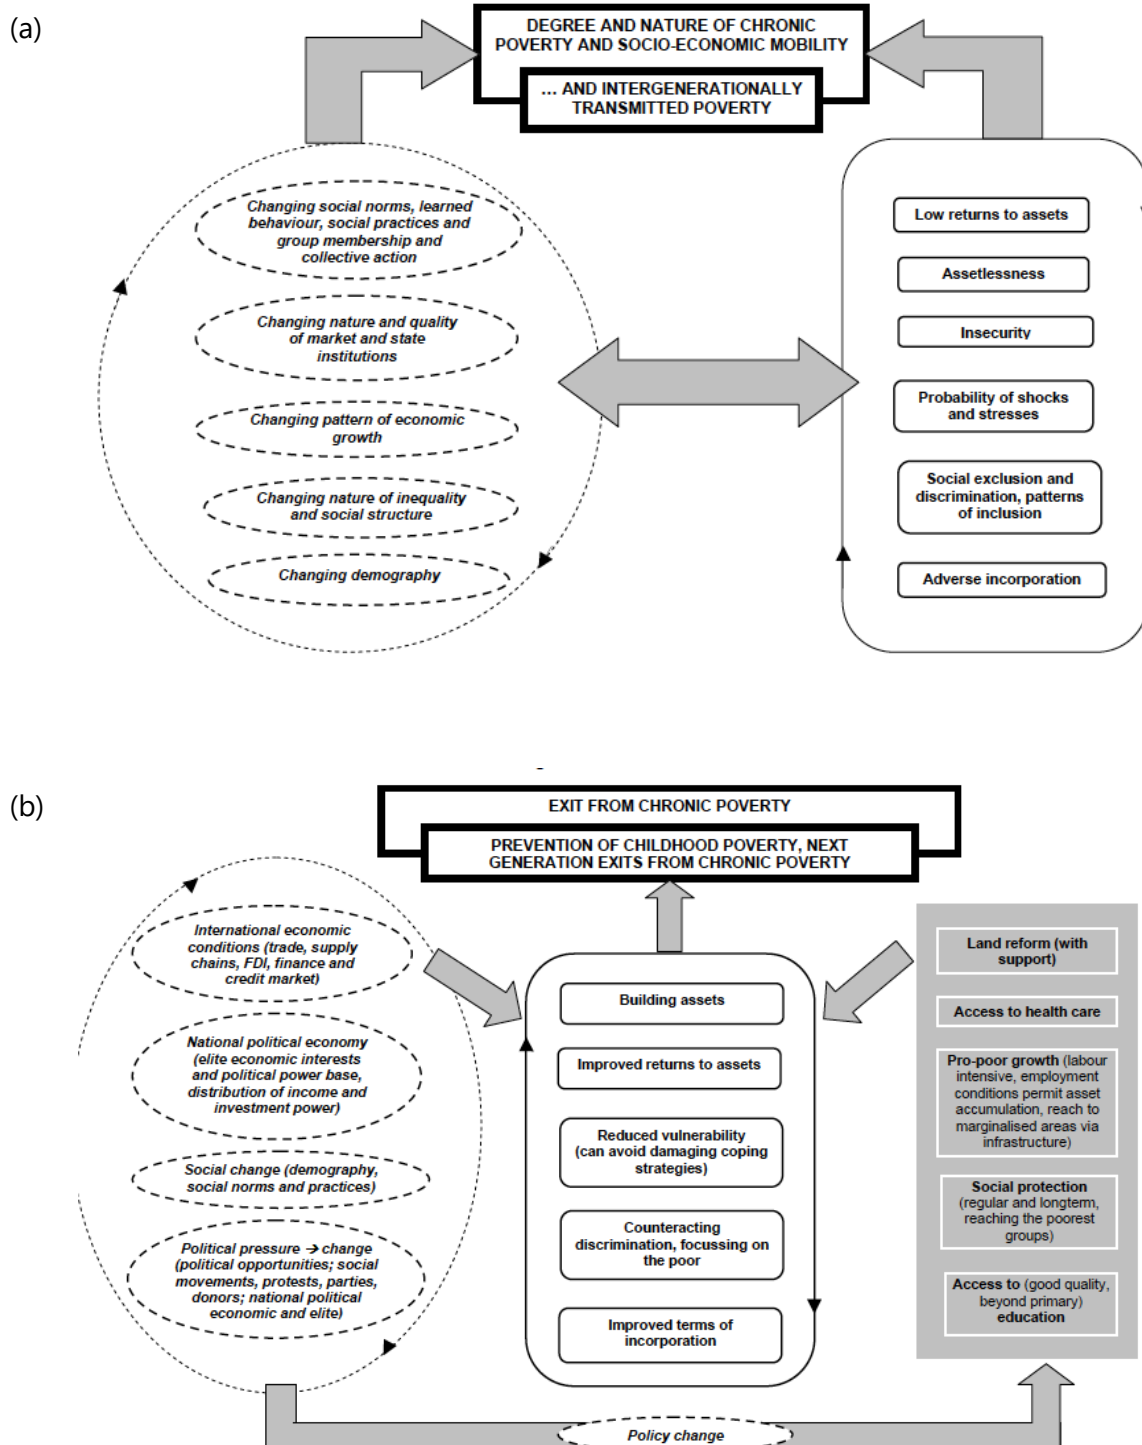 (a)
DEGREE AND NATURE OF CHRONIC
POVERTY AND SOCIO-ECONOMIC MOBILITY
... AND INTERGENERATIONALLY
TRANSMITTED POVERTY
Changing social norms, learned
behaviour, social practices and
group membership and
collective action
Changing nature and quality
of market and state
institutions
Changing pattern of economic
growth
Changing nature of inequality
and social structure
Changing demography
Low returns to assets
Assetlessness
Insecurity
Probability of shocks
and stresses
Social exclusion and
discrimination, patterns
of inclusion
Adverse incorporation
(b)
EXIT FROM CHRONIC POVERTY
PREVENTION OF CHILDHOOD POVERTY, NEXT
GENERATION EXITS FROM CHRONIC POVERTY
International economic
conditions (trade, supply
chains, FDI, finance and
credit market)
National political economy
(elite economic interests
and political power base,
distribution of income and
investment power)
Social change (demography,
social norms and practices)
Political pressure → change
(political opportunities; social
movements, protests, parties,
donors; national political
economic and elite)
Building assets
Improved returns to assets
Reduced vulnerability
(can avoid damaging coping
strategies)
Counteracting
discrimination, focussing on
the poor
Improved terms of
incorporation
Land reform (with
support)
Access to health care
Pro-poor growth (labour
intensive, employment
conditions permit asset
accumulation, reach to
marginalised areas via
infrastructure)
Social protection
(regular and longterm,
reaching the poorest
groups)
Access to (good quality,
beyond primary)
education
Policy change